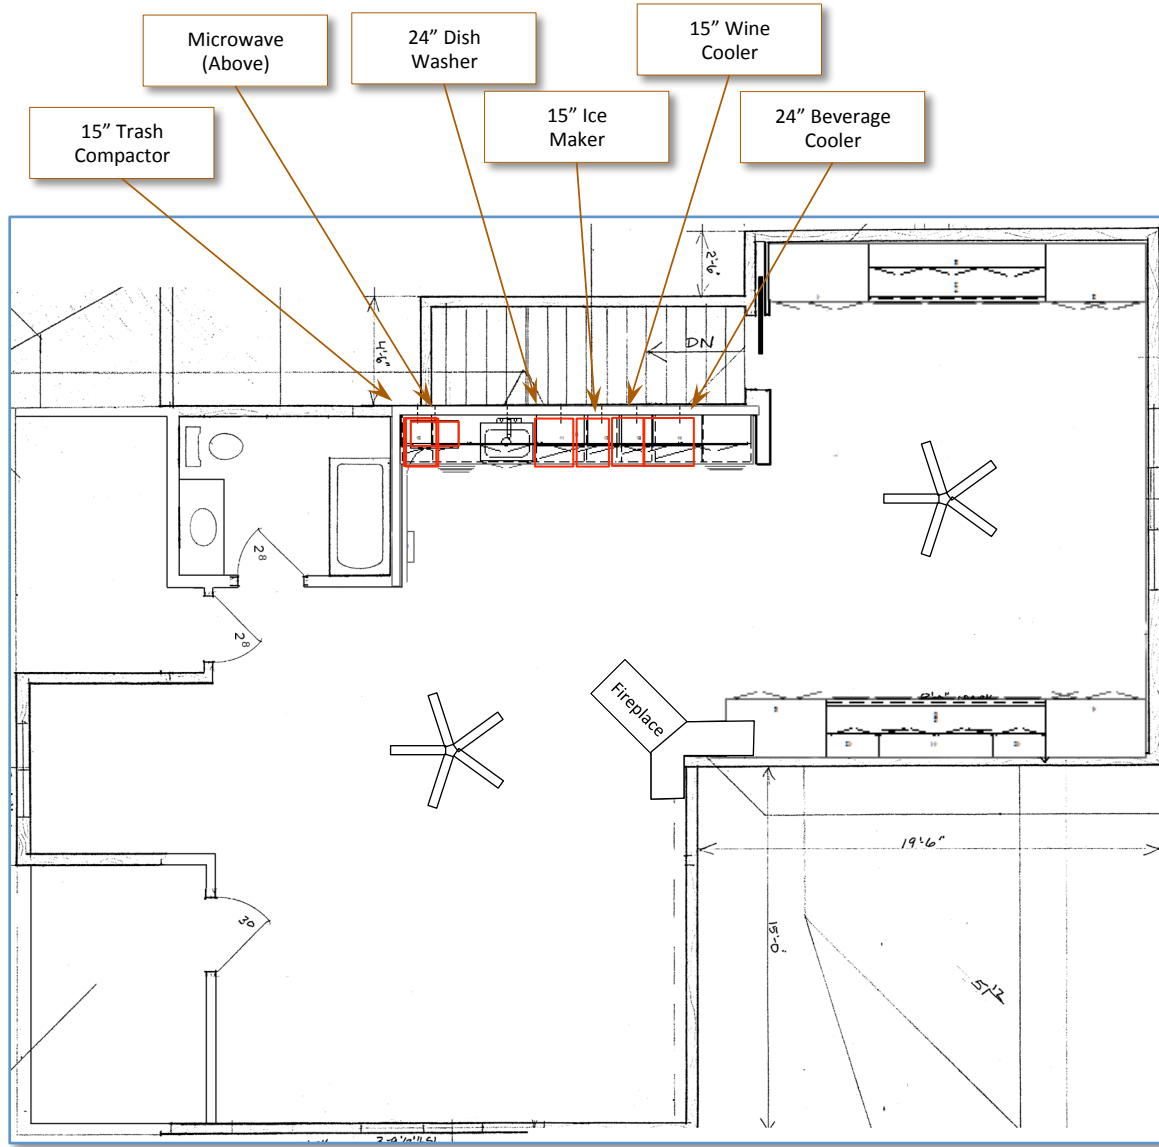 15” Wine
Cooler
24” Dish
Washer
Microwave
(Above)
15” Ice
Maker
24” Beverage
Cooler
15” Trash
Compactor
2'-6"
4'-6"
DN
2⁸
2⁸
Fireplace
19'-6"
30
15'-0"